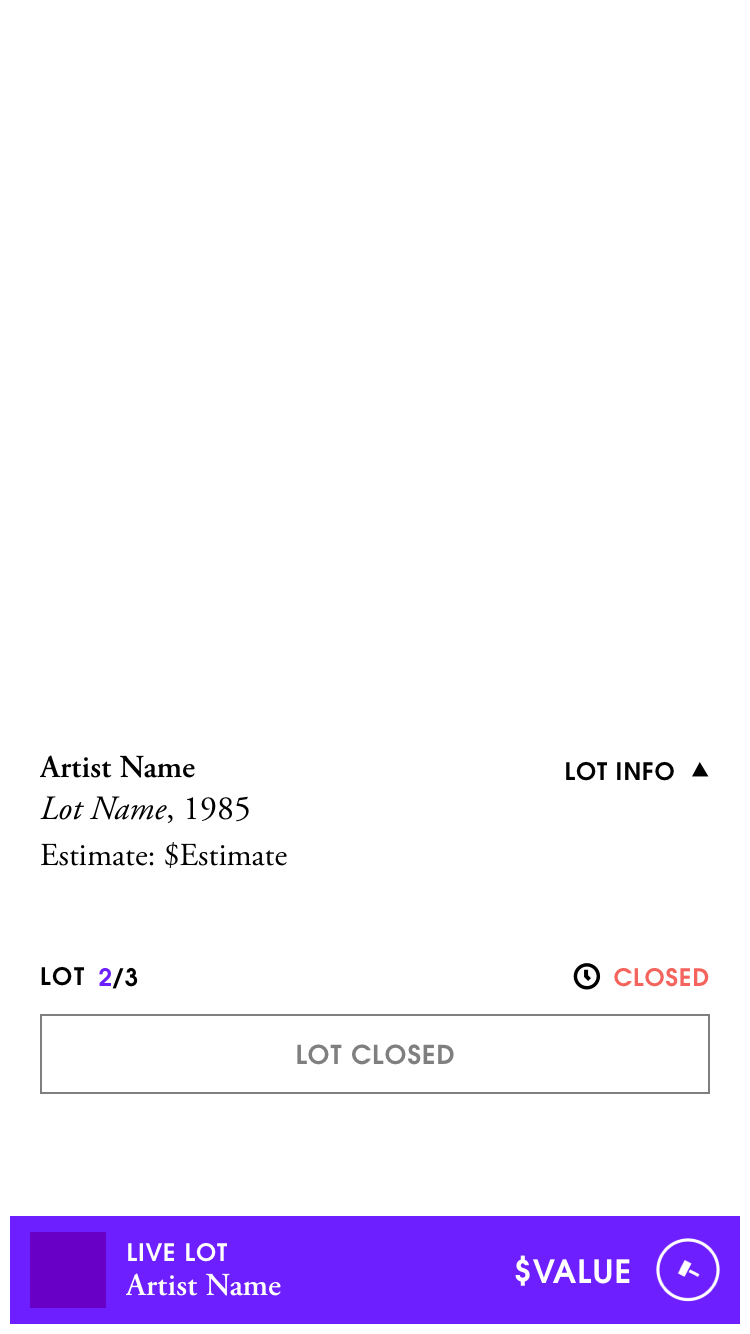 Artist Name
LOT INFO
Lot Name, 1985
Estimate: $Estimate
LOT 2/3
CLOSED
LOT CLOSED
LIVE LOT
Artist Name
$VALUE